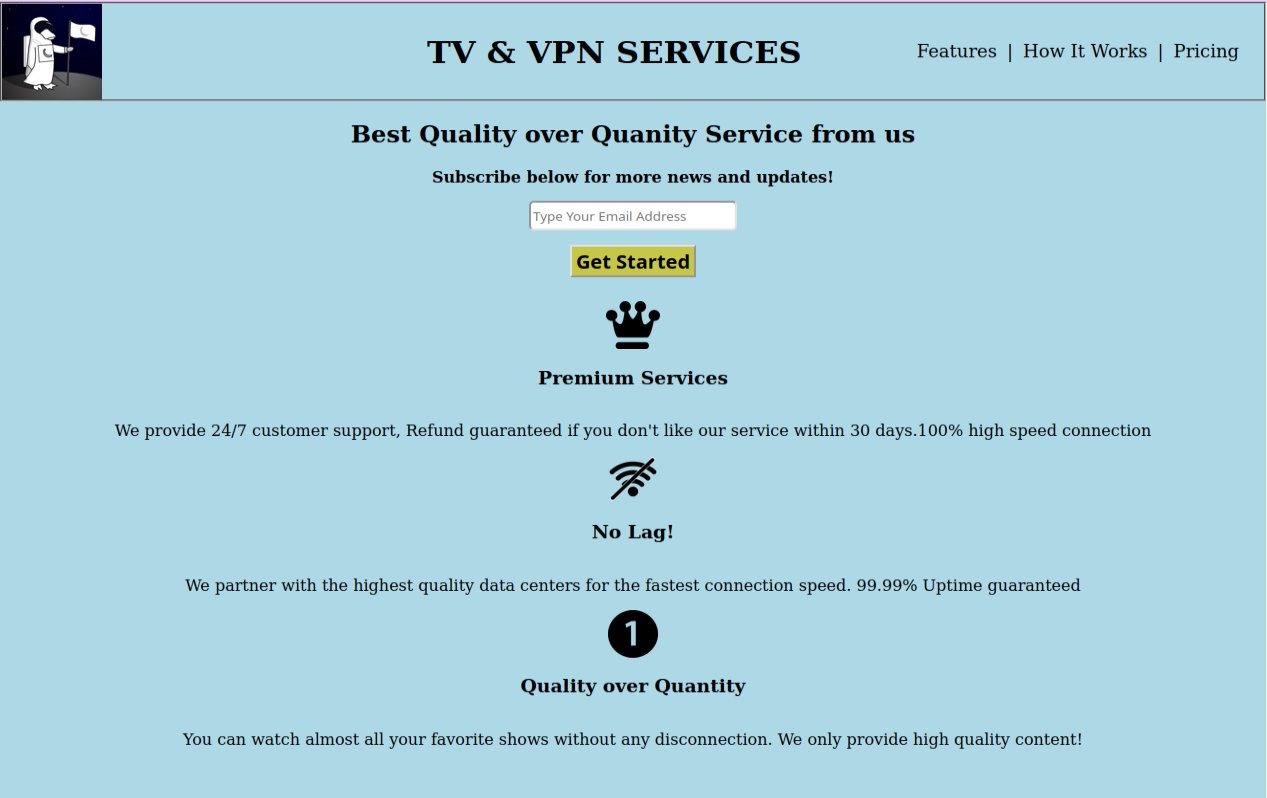 TV & VPN SERVICES
Features | How It Works | Pricing
Best Quality over Quanity Service from us
Subscribe below for more news and updates!
Type Your Email Address
Get Started
Premium Services
We provide 24/7 customer support, Refund guaranteed if you don't like our service within 30 days.100% high speed connection
No Lag!
We partner with the highest quality data centers for the fastest connection speed. 99.99% Uptime guaranteed
1
Quality over Quantity
You can watch almost all your favorite shows without any disconnection. We only provide high quality content!